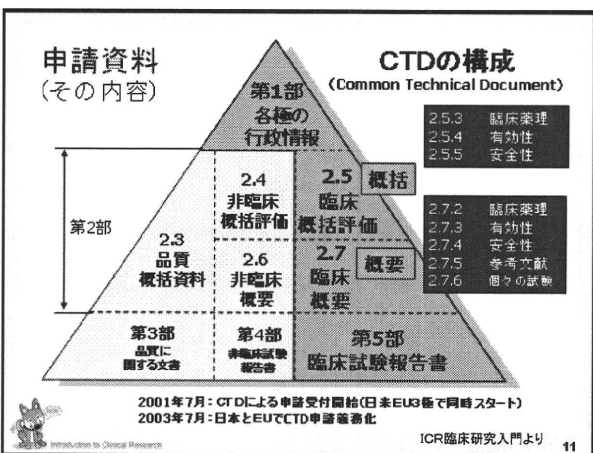 申請資料
(その内容)
CTDの構成
(Common Technical Document)
第1部
各極の
行政情報
2.5.3 臨床薬理
2.5.4 有効性
2.5.5 安全性
第2部
2.3
品質
概括資料
2.4
非臨床
概括評価
2.5
臨床
概括評価
概括
2.6
非臨床
概要
2.7
臨床
概要
概要
2.7.2 臨床薬理
2.7.3 有効性
2.7.4 安全性
2.7.5 参考文献
2.7.6 個々の試験
第3部
品質に
関する文書
第4部
非臨床試験
報告書
第5部
臨床試験報告書
2001年7月:CTDによる申請受付開始(日米EU3極で同時スタート)
2003年7月:日本とEUでCTD申請義務化
Introduction to Clinical Research
ICR臨床研究入門より
11